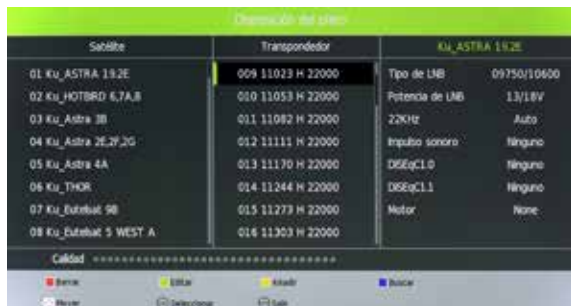 Disposición del plato
Satélite Transpondedor Ku_ASTRA 19.2E
01 Ku_ASTRA 19.2E 009 11023 H 22000 Tipo de LNB 09750/10600
02 Ku_HOTBIRD 6,7A,8 010 11053 H 22000 Potencia de LNB 13/18V
03 Ku_Astra 3B 011 11082 H 22000 22KHz Auto
04 Ku_Astra 2E,2F,2G 012 11111 H 22000 Impulso sonoro Ninguno
05 Ku_Astra 4A 013 11170 H 22000 DiSEqC1.0 Ninguno
06 Ku_THOR 014 11244 H 22000 DiSEqC1.1 Ninguno
07 Ku_Eutelsat 9B 015 11273 H 22000 Motor None
08 Ku_Eutelsat 5 WEST A 016 11303 H 22000
Calidad
Borrar Editar Añadir Buscar
Mover Seleccionar Salir